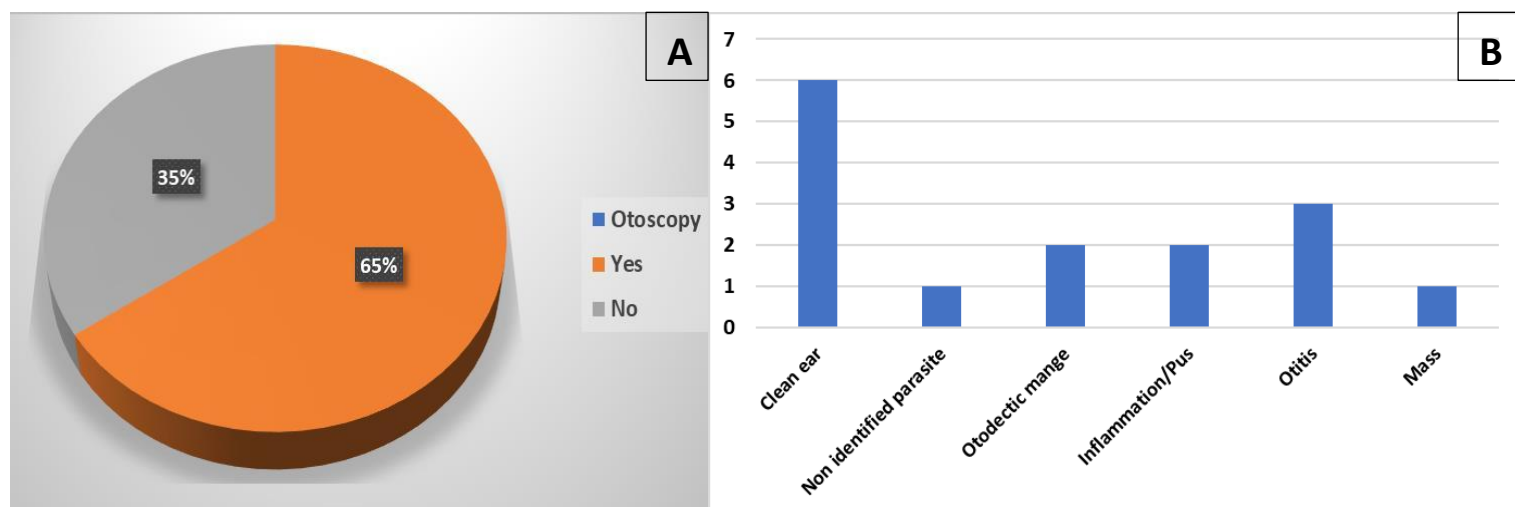 A
35%
65%
Otoscopy
Yes
No
B
7
6
5
4
3
2
1
0
Clean ear
Non identified parasite
Otodectic mange
Inflammation/Pus
Otitis
Mass